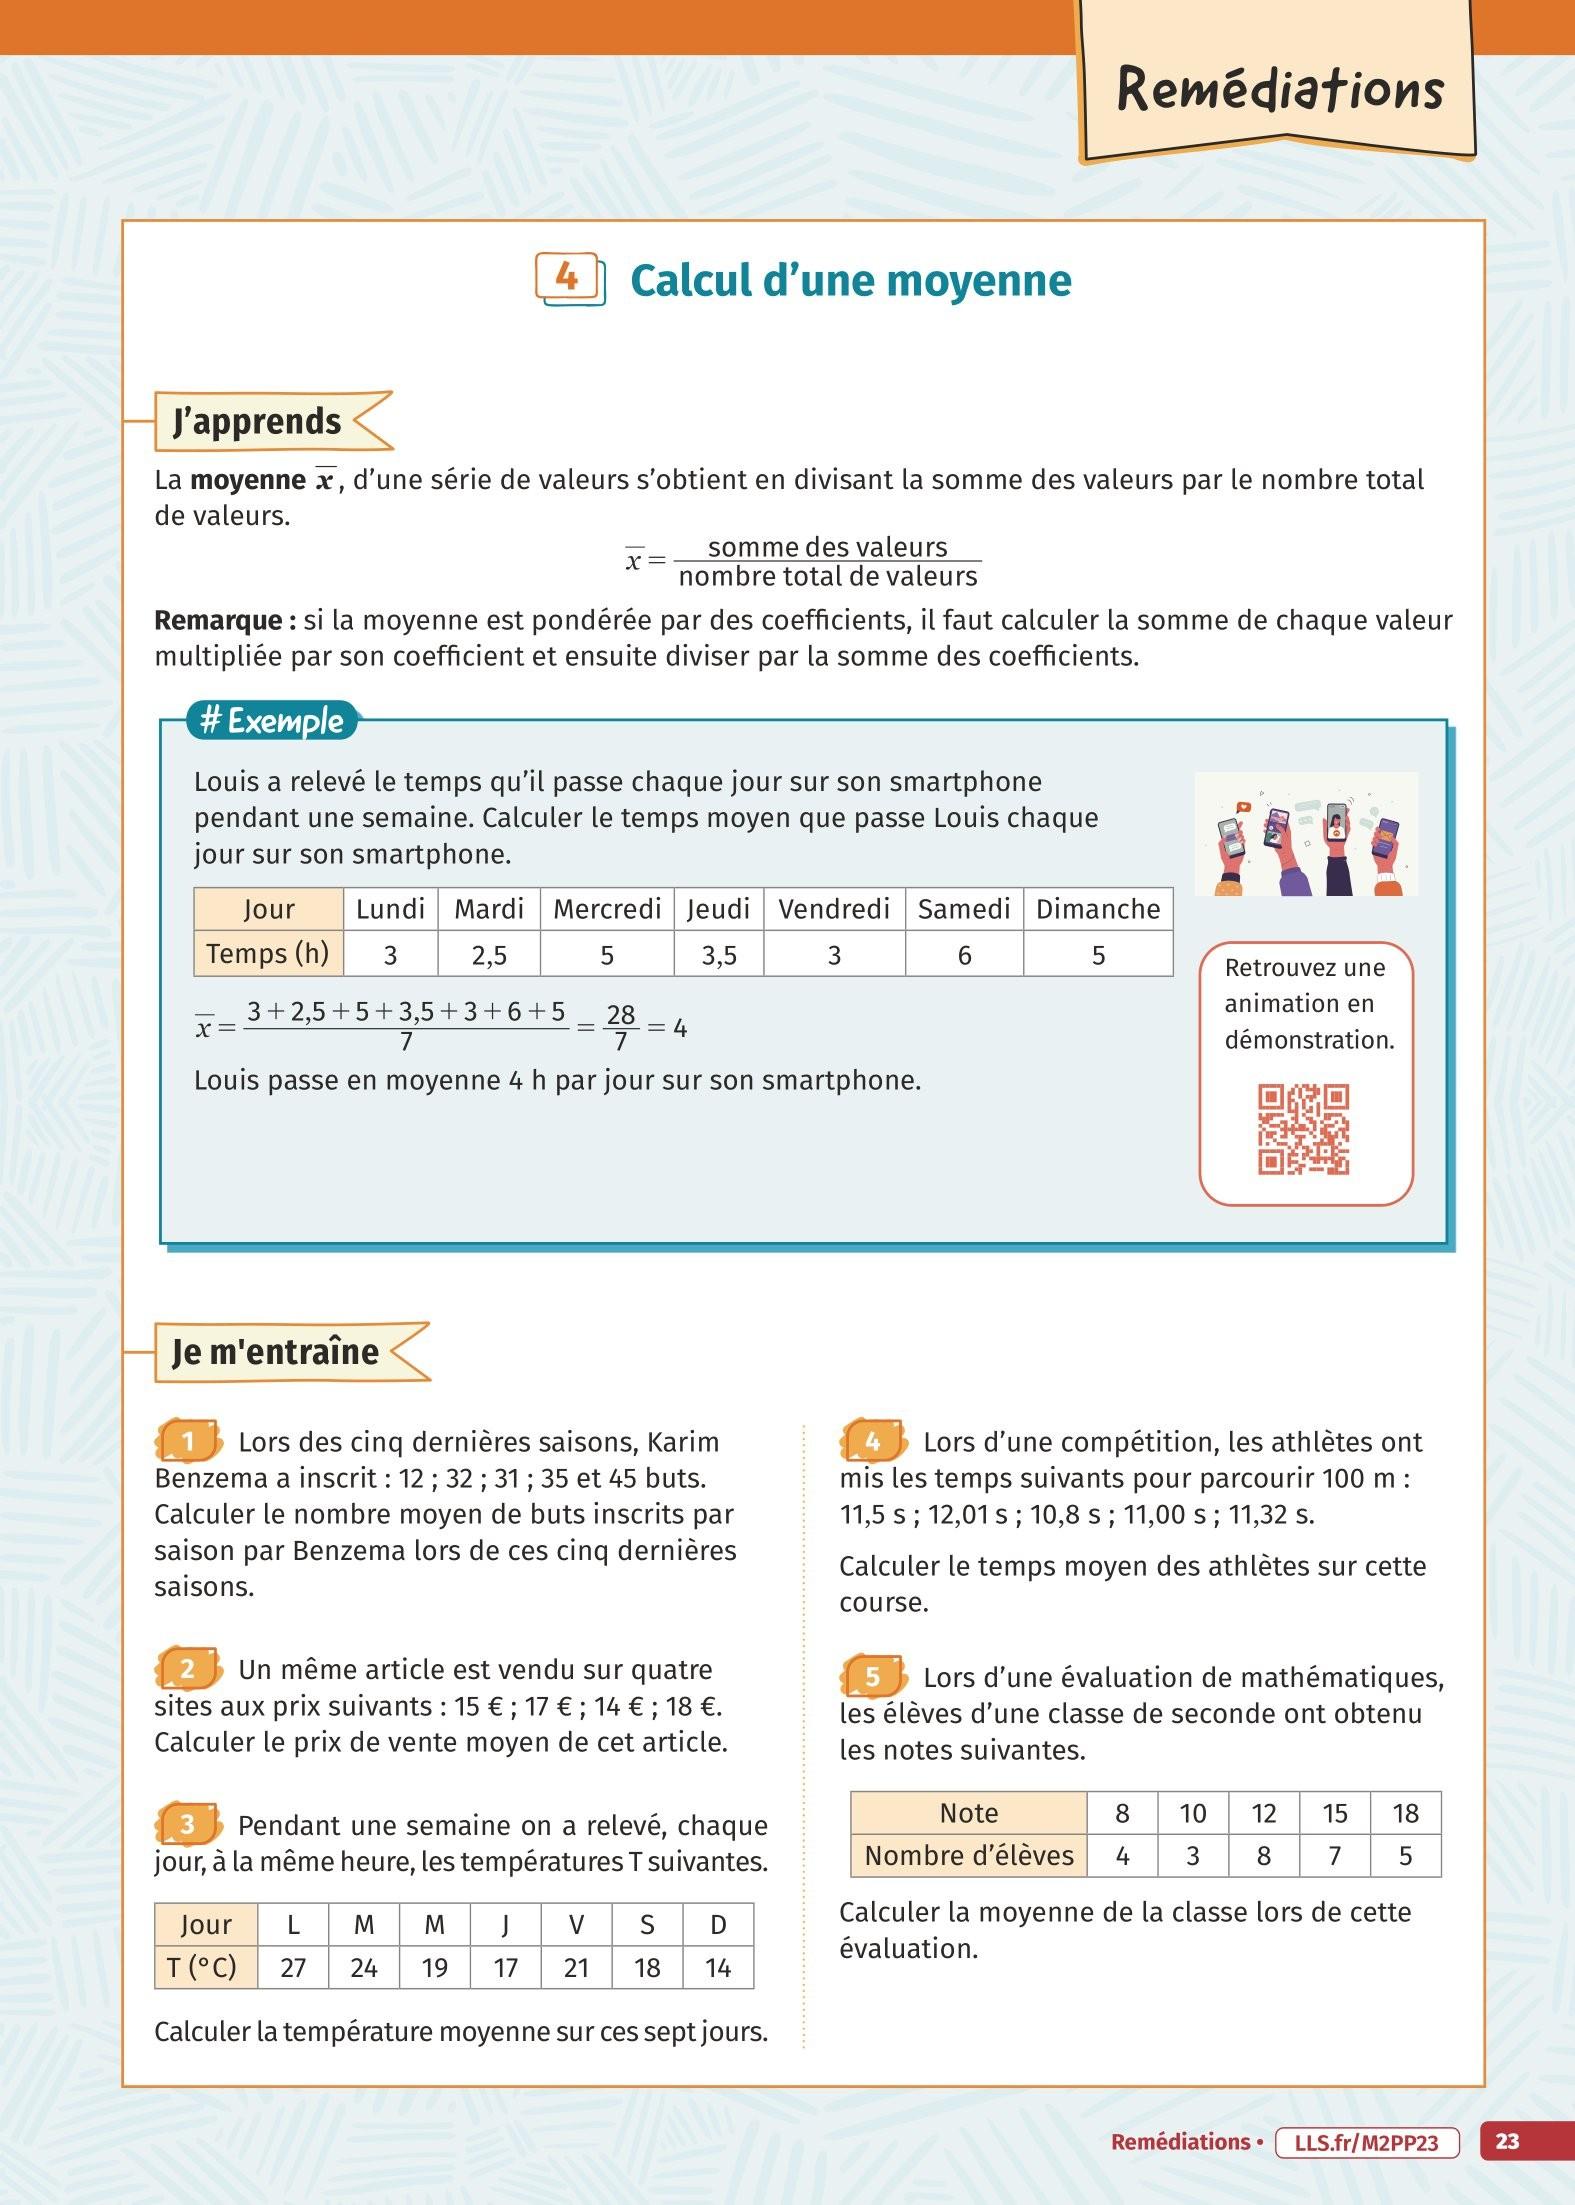 Remédiations
4 Calcul d’une moyenne
J’apprends
La moyenne x̄, d’une série de valeurs s’obtient en divisant la somme des valeurs par le nombre total
de valeurs.
x̄ = somme des valeurs / nombre total de valeurs
Remarque : si la moyenne est pondérée par des coefficients, il faut calculer la somme de chaque valeur
multipliée par son coefficient et ensuite diviser par la somme des coefficients.
# Exemple
Louis a relevé le temps qu’il passe chaque jour sur son smartphone
pendant une semaine. Calculer le temps moyen que passe Louis chaque
jour sur son smartphone.
Jour Lundi Mardi Mercredi Jeudi Vendredi Samedi Dimanche
Temps (h) 3 2,5 5 3,5 3 6 5
x̄ = 3 + 2,5 + 5 + 3,5 + 3 + 6 + 5 / 7 = 28 / 7 = 4
Louis passe en moyenne 4 h par jour sur son smartphone.
Retrouvez une
animation en
démonstration.
Je m'entraîne
1 Lors des cinq dernières saisons, Karim
Benzema a inscrit : 12 ; 32 ; 31 ; 35 et 45 buts.
Calculer le nombre moyen de buts inscrits par
saison par Benzema lors de ces cinq dernières
saisons.
2 Un même article est vendu sur quatre
sites aux prix suivants : 15 € ; 17 € ; 14 € ; 18 €.
Calculer le prix de vente moyen de cet article.
3 Pendant une semaine on a relevé, chaque
jour, à la même heure, les températures T suivantes.
Jour L M M J V S D
T (°C) 27 24 19 17 21 18 14
Calculer la température moyenne sur ces sept jours.
4 Lors d’une compétition, les athlètes ont
mis les temps suivants pour parcourir 100 m :
11,5 s ; 12,01 s ; 10,8 s ; 11,00 s ; 11,32 s.
Calculer le temps moyen des athlètes sur cette
course.
5 Lors d’une évaluation de mathématiques,
les élèves d’une classe de seconde ont obtenu
les notes suivantes.
Note 8 10 12 15 18
Nombre d’élèves 4 3 8 7 5
Calculer la moyenne de la classe lors de cette
évaluation.
Remédiations • LLS.fr/M2PP23 23